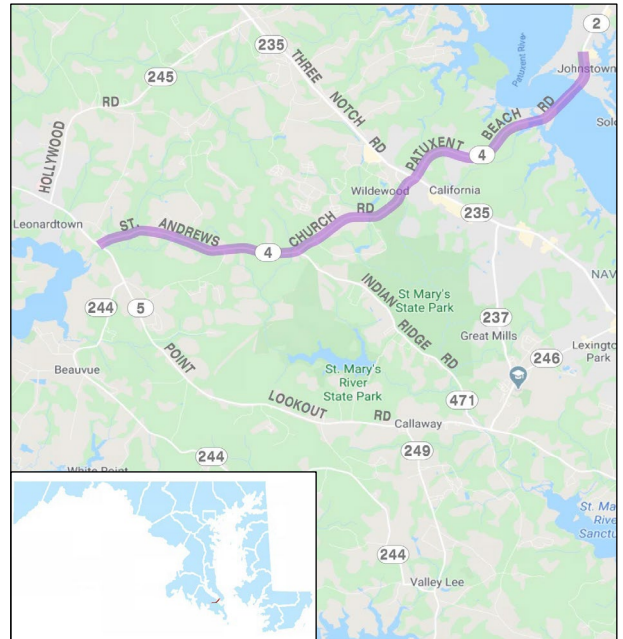 2
235
Patuxent River
THREE NOTCH RD
Johnstown
245
HOLLYWOOD RD
PATUXENT BEACH RD
4
Solo
Wildewood
California
ST. ANDREWS CHURCH RD
4
235
Leonardtown
NAV
244
5
INDIAN RIDGE RD
St Mary's
State Park
237
Great Mills
246
Lexingto
Park
POINT LOOKOUT RD
Beauvue
St. Mary's
River
State Park
471
Callaway
244
249
White Point
St. Ma
Rive
Sanctu
244
Valley Lee